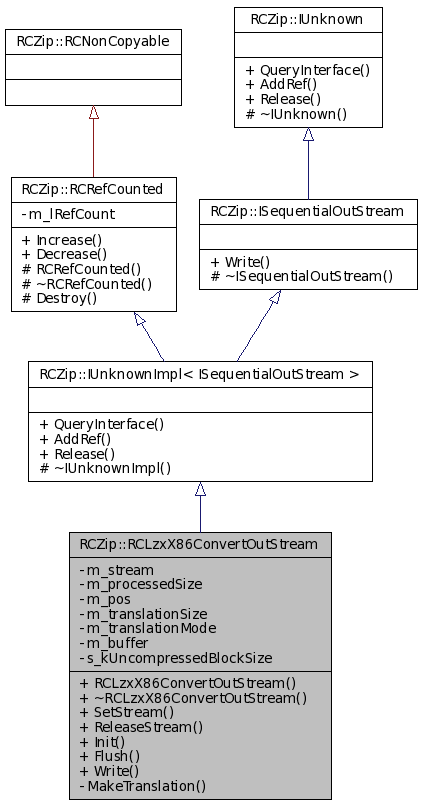 RCZip::IUnknown
+ QueryInterface()
+ AddRef()
+ Release()
# ~IUnknown()
RCZip::RCNonCopyable
RCZip::RCRefCounted
- m_lRefCount
+ Increase()
+ Decrease()
# RCRefCounted()
# ~RCRefCounted()
# Destroy()
RCZip::ISequentialOutStream
+ Write()
# ~ISequentialOutStream()
RCZip::IUnknownImpl< ISequentialOutStream >
+ QueryInterface()
+ AddRef()
+ Release()
# ~IUnknownImpl()
RCZip::RCLzxX86ConvertOutStream
- m_stream
- m_processedSize
- m_pos
- m_translationSize
- m_translationMode
- m_buffer
- s_kUncompressedBlockSize
+ RCLzxX86ConvertOutStream()
+ ~RCLzxX86ConvertOutStream()
+ SetStream()
+ ReleaseStream()
+ Init()
+ Flush()
+ Write()
- MakeTranslation()